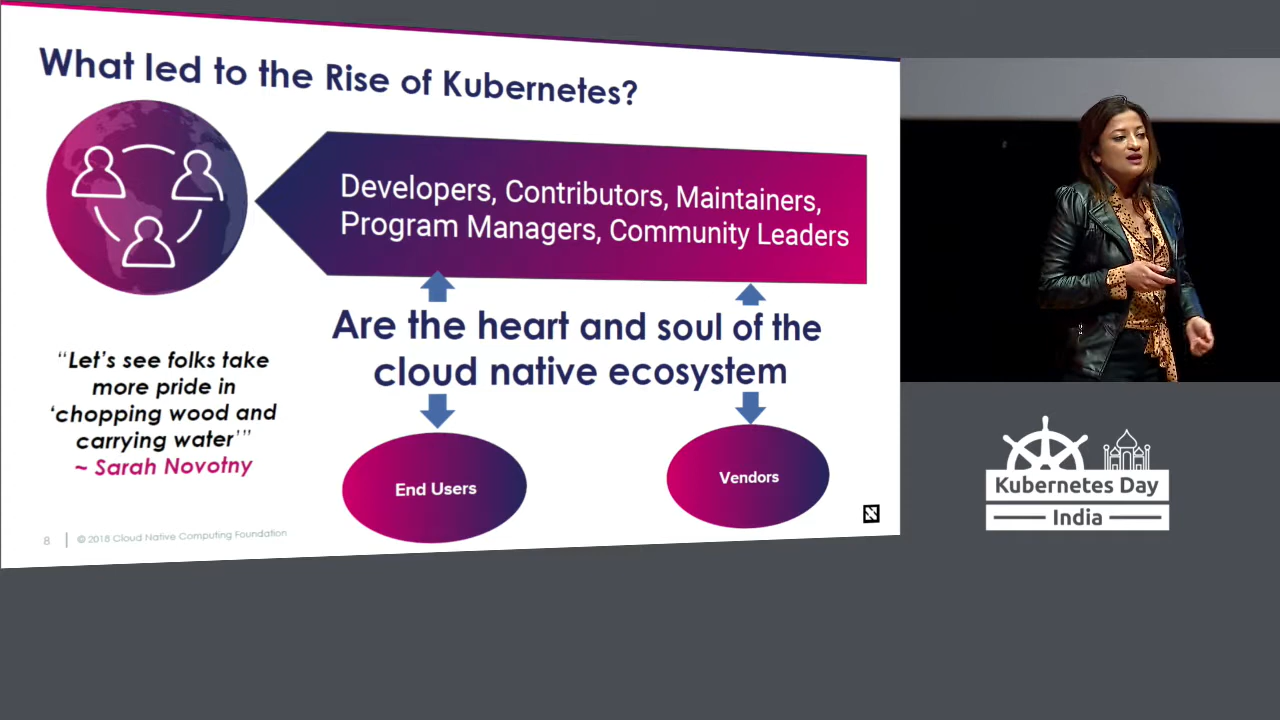 What led to the Rise of Kubernetes?
Developers, Contributors, Maintainers,
Program Managers, Community Leaders
Are the heart and soul of the
cloud native ecosystem
“Let’s see folks take
more pride in
‘chopping wood and
carrying water’”
~ Sarah Novotny
End Users
Vendors
8 | © 2018 Cloud Native Computing Foundation
Kubernetes Day
India